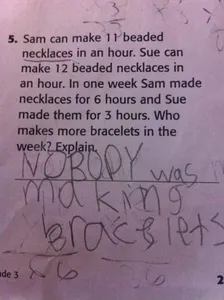 5. Sam can make 11 beaded
necklaces in an hour. Sue can
make 12 beaded necklaces in
an hour. In one week Sam made
necklaces for 6 hours and Sue
made them for 3 hours. Who
makes more bracelets in the
week? Explain.
NOBODY was
making
bracelets
ade 3
36
2